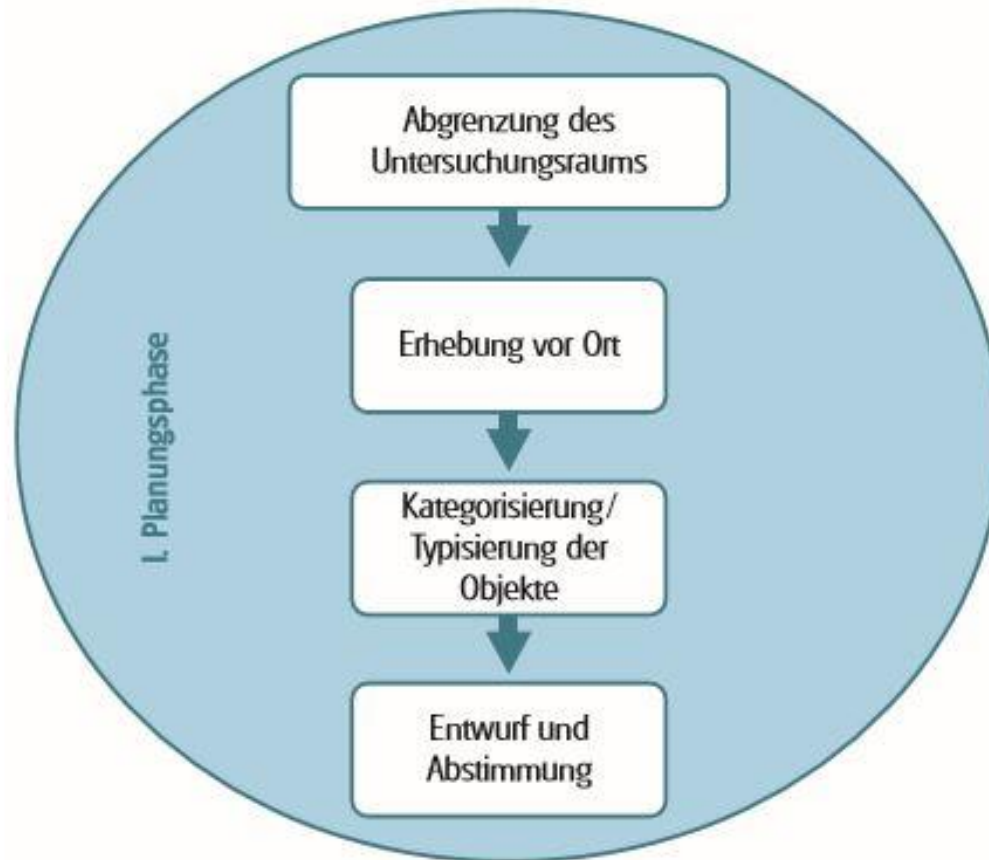 Abgrenzung des
Untersuchungsraums
Erhebung vor Ort
I. Planungsphase
Kategorisierung/
Typisierung der
Objekte
Entwurf und
Abstimmung